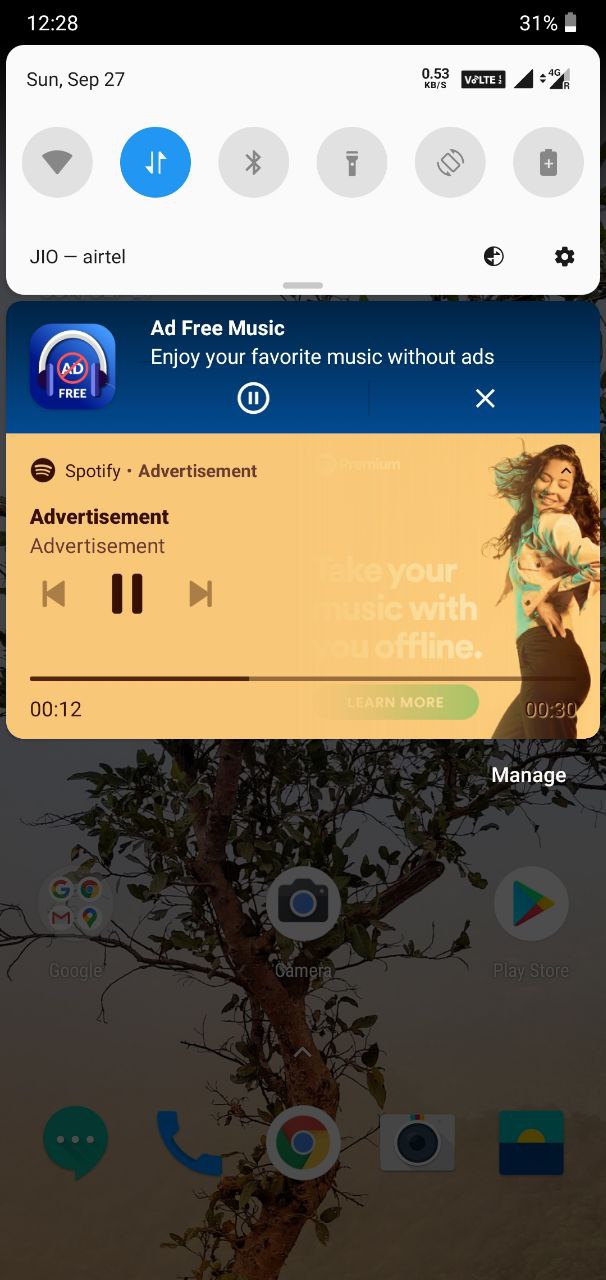 12:28
31%
Sun, Sep 27
0.53
KB/S
VoLTE
4G
R
JIO — airtel
Ad Free Music
Enjoy your favorite music without ads
AD
FREE
Spotify • Advertisement
Premium
Advertisement
Advertisement
Take your
music with
you offline.
LEARN MORE
00:12
00:30
Manage
Google
Camera
Play Store